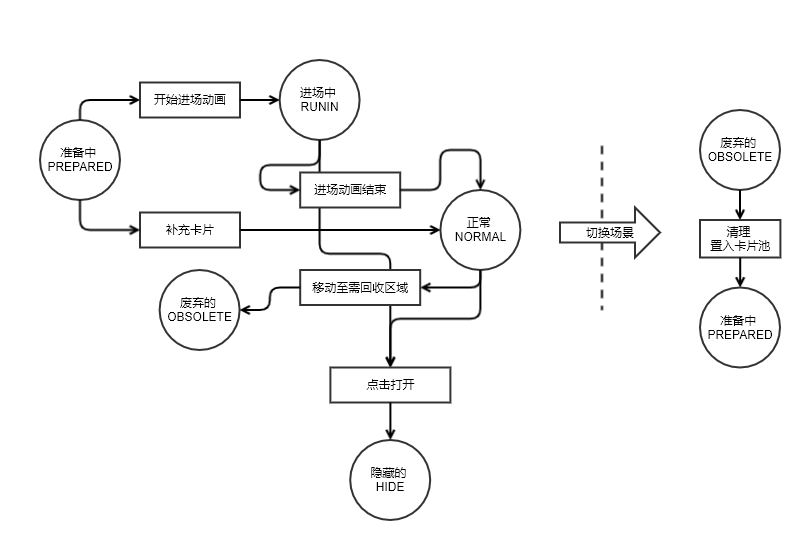 开始进场动画
进场中
RUNIN
准备中
PREPARED
进场动画结束
补充卡片
正常
NORMAL
移动至需回收区域
废弃的
OBSOLETE
点击打开
隐藏的
HIDE
切换场景
废弃的
OBSOLETE
清理
置入卡片池
准备中
PREPARED